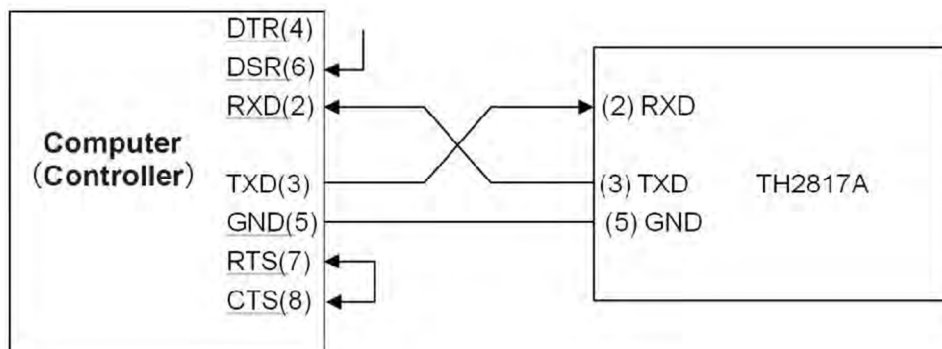 DTR(4)
DSR(6)
RXD(2)
(2) RXD
Computer
(Controller)
TXD(3)
(3) TXD
TH2817A
GND(5)
(5) GND
RTS(7)
CTS(8)